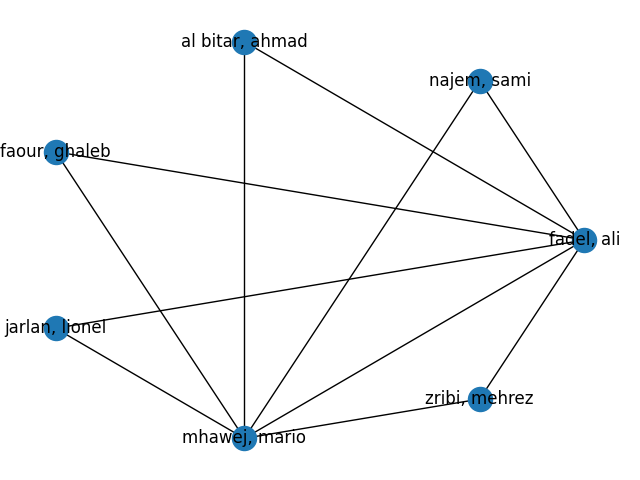 al bitar, ahmad
najem, sami
faour, ghaleb
fadel, ali
jarlan, lionel
zribi, mehrez
mhawej, mario